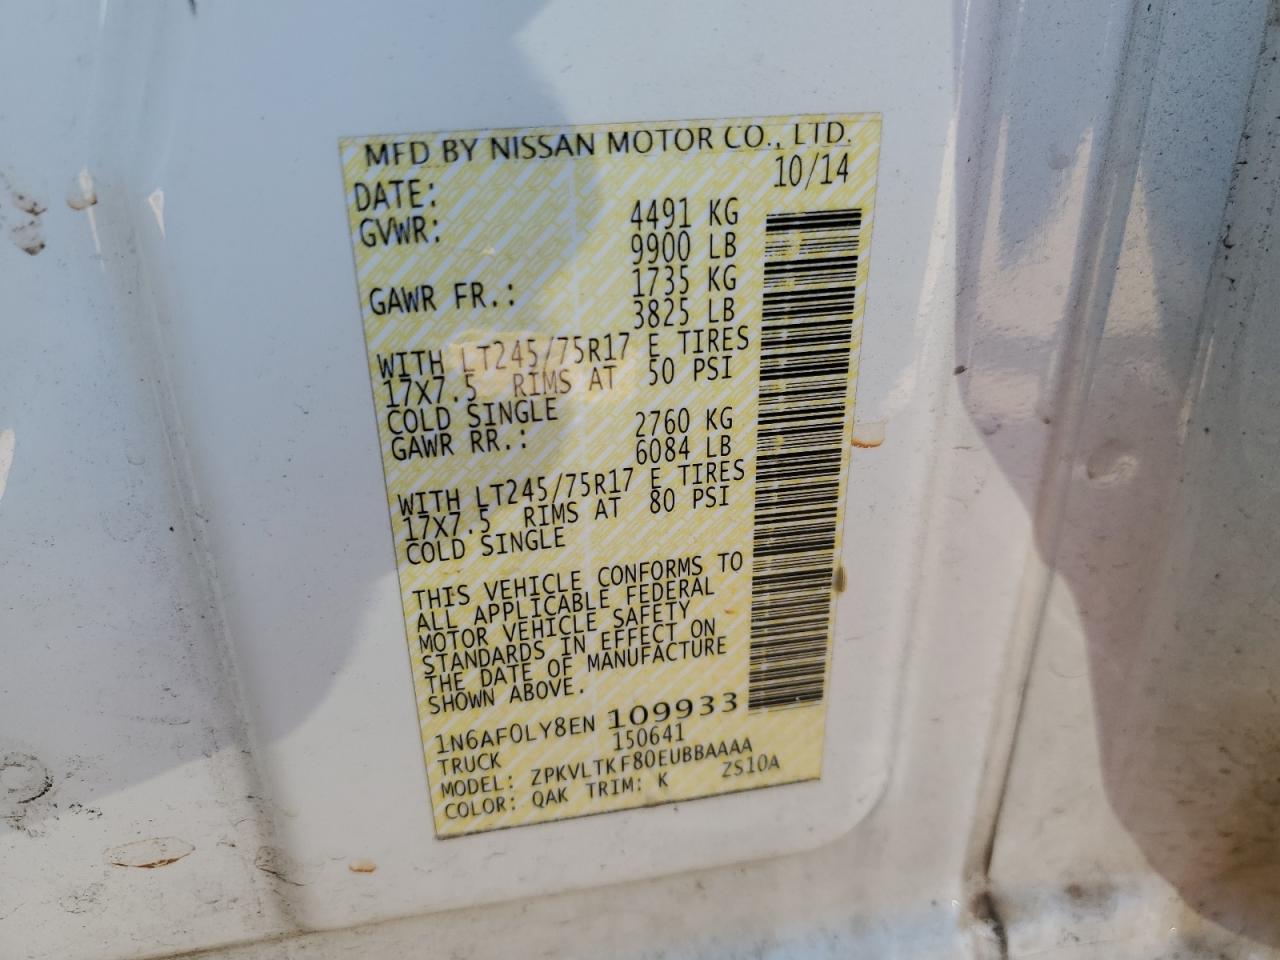 MFD BY NISSAN MOTOR CO., LTD.
DATE: 10/14
GVWR: 4491 KG
9900 LB
GAWR FR.: 1735 KG
3825 LB
WITH LT245/75R17 E TIRES
17X7.5 RIMS AT 50 PSI
COLD SINGLE
GAWR RR.: 2760 KG
6084 LB
WITH LT245/75R17 E TIRES
17X7.5 RIMS AT 80 PSI
COLD SINGLE
THIS VEHICLE CONFORMS TO
ALL APPLICABLE FEDERAL
MOTOR VEHICLE SAFETY
STANDARDS IN EFFECT ON
THE DATE OF MANUFACTURE
SHOWN ABOVE.
1N6AF0LY8EN109933
TRUCK 150641
MODEL: ZPKVLTKF80EUBBAAAA
COLOR: QAK TRIM: K ZS10A